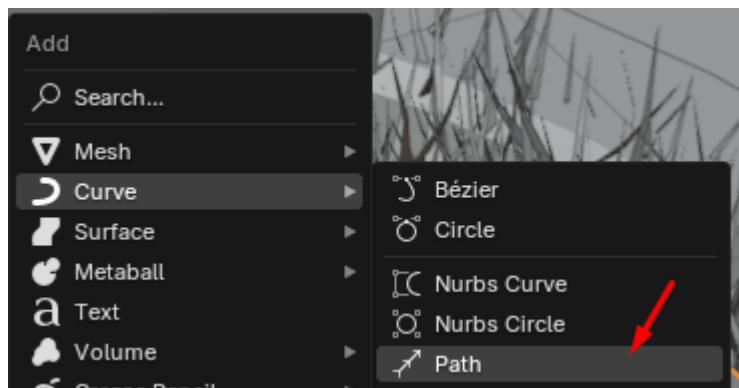 Add
Search...
Mesh
Curve
Surface
Metaball
Text
Volume
Bézier
Circle
Nurbs Curve
Nurbs Circle
Path